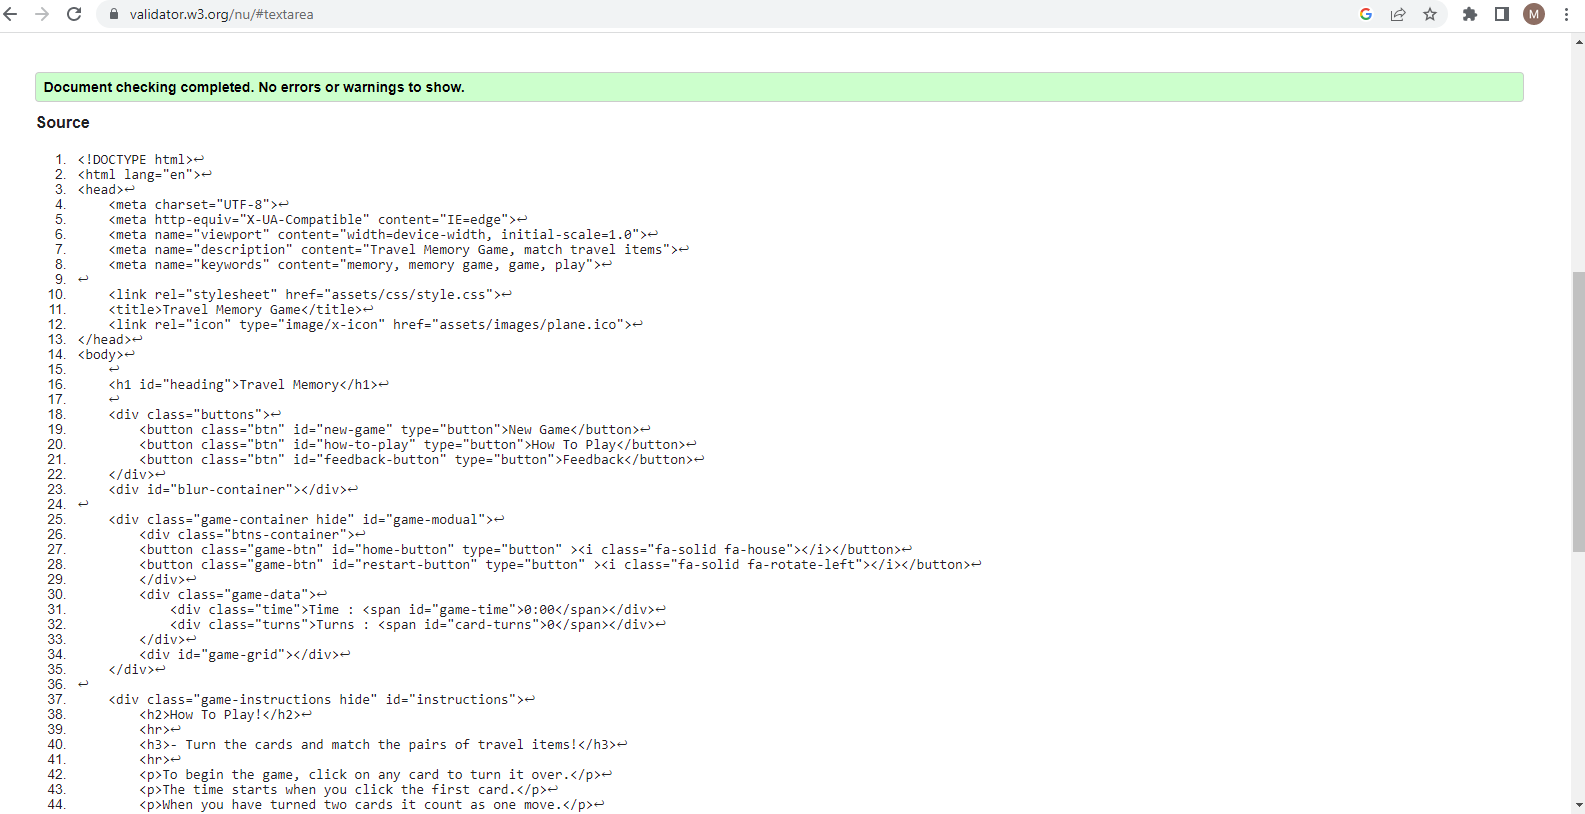 validator.w3.org/nu/#textarea
M
Document checking completed. No errors or warnings to show.
Source
1. <!DOCTYPE html>↩
2. <html lang="en">↩
3. <head>↩
4.     <meta charset="UTF-8">↩
5.     <meta http-equiv="X-UA-Compatible" content="IE=edge">↩
6.     <meta name="viewport" content="width=device-width, initial-scale=1.0">↩
7.     <meta name="description" content="Travel Memory Game, match travel items">↩
8.     <meta name="keywords" content="memory, memory game, game, play">↩
9. ↩
10.     <link rel="stylesheet" href="assets/css/style.css">↩
11.     <title>Travel Memory Game</title>↩
12.     <link rel="icon" type="image/x-icon" href="assets/images/plane.ico">↩
13. </head>↩
14. <body>↩
15.     ↩
16.     <h1 id="heading">Travel Memory</h1>↩
17.     ↩
18.     <div class="buttons">↩
19.         <button class="btn" id="new-game" type="button">New Game</button>↩
20.         <button class="btn" id="how-to-play" type="button">How To Play</button>↩
21.         <button class="btn" id="feedback-button" type="button">Feedback</button>↩
22.     </div>↩
23.     <div id="blur-container"></div>↩
24. ↩
25.     <div class="game-container hide" id="game-modual">↩
26.         <div class="btns-container">↩
27.         <button class="game-btn" id="home-button" type="button" ><i class="fa-solid fa-house"></i></button>↩
28.         <button class="game-btn" id="restart-button" type="button" ><i class="fa-solid fa-rotate-left"></i></button>↩
29.         </div>↩
30.         <div class="game-data">↩
31.             <div class="time">Time : <span id="game-time">0:00</span></div>↩
32.             <div class="turns">Turns : <span id="card-turns">0</span></div>↩
33.         </div>↩
34.         <div id="game-grid"></div>↩
35.     </div>↩
36. ↩
37.     <div class="game-instructions hide" id="instructions">↩
38.         <h2>How To Play!</h2>↩
39.         <hr>↩
40.         <h3>- Turn the cards and match the pairs of travel items!</h3>↩
41.         <hr>↩
42.         <p>To begin the game, click on any card to turn it over.</p>↩
43.         <p>The time starts when you click the first card.</p>↩
44.         <p>When you have turned two cards it count as one move.</p>↩